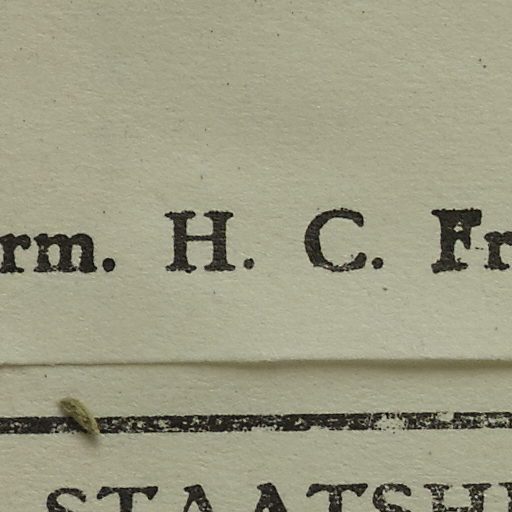 rm. H. C. Fr
STAATSH